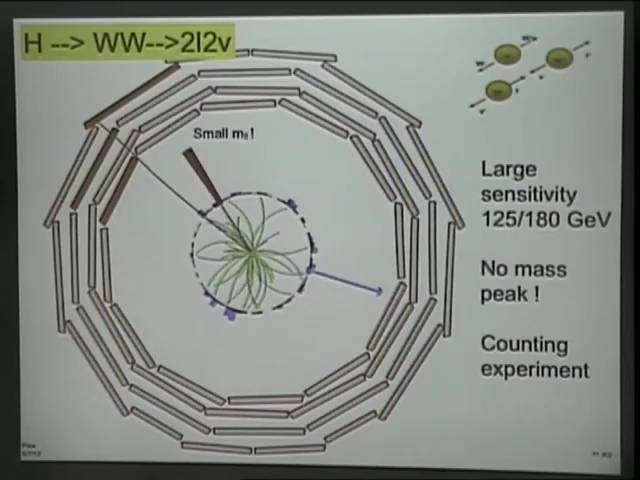 H --> WW-->2l2v
Small mll!
Large
sensitivity
125/180 GeV
No mass
peak !
Counting
experiment